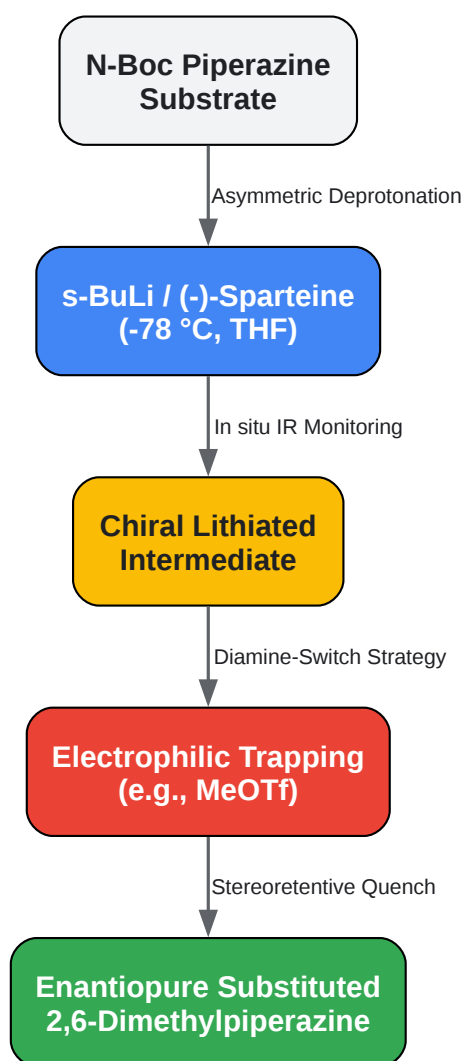 N-Boc Piperazine
Substrate
Asymmetric Deprotonation
s-BuLi / (-)-Sparteine
(-78 °C, THF)
In situ IR Monitoring
Chiral Lithiated
Intermediate
Diamine-Switch Strategy
Electrophilic Trapping
(e.g., MeOTf)
Stereoretentive Quench
Enantiopure Substituted
2,6-Dimethylpiperazine